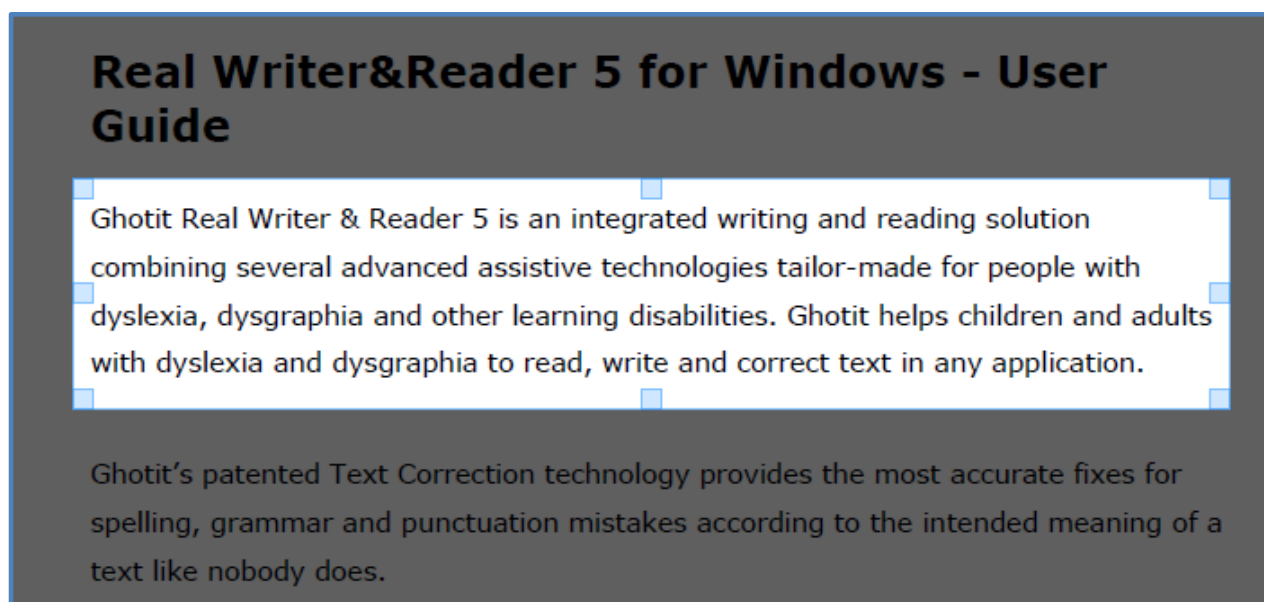 Real Writer&Reader 5 for Windows - User
Guide
Ghotit Real Writer & Reader 5 is an integrated writing and reading solution
combining several advanced assistive technologies tailor-made for people with
dyslexia, dysgraphia and other learning disabilities. Ghotit helps children and adults
with dyslexia and dysgraphia to read, write and correct text in any application.
Ghotit’s patented Text Correction technology provides the most accurate fixes for
spelling, grammar and punctuation mistakes according to the intended meaning of a
text like nobody does.